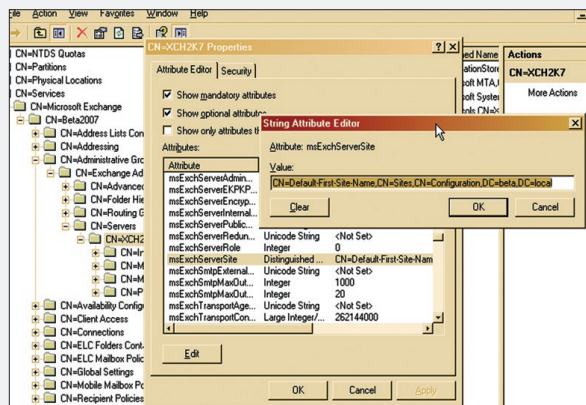 File Action View Favorites Window Help
CN=NTDS Quotas
CN=Partitions
CN=Physical Locations
CN=Services
CN=Microsoft Exchange
CN=Beta2007
CN=Address Lists Con
CN=Addressing
CN=Administrative Gro
CN=Exchange Ad
CN=Advanced
CN=Folder Hie
CN=Routing G
CN=Servers
CN=XCH2
CN=In
CN=M
CN=M
CN=P
CN=Availability Configu
CN=Client Access
CN=Connections
CN=ELC Folders Cont
CN=ELC Mailbox Polic
CN=Global Settings
CN=Mobile Mailbox Po
CN=Recipient Policies
CN=XCH2K7 Properties
Attribute Editor Security
Show mandatory attributes
Show optional attributes
Show only attributes th
Attributes:
Attribute
msExchServerAdmin...
msExchServerEKPKP...
msExchServerEncryp...
msExchServerInternal...
msExchServerPublic...
msExchServerRedun... Unicode String <Not Set>
msExchServerRole Integer 0
msExchServerSite Distinguished ... CN=Default-First-Site-Nam
msExchSmtpExternal... Unicode String <Not Set>
msExchSmtpMaxOut... Integer 1000
msExchSmtpMaxOut... Integer 20
msExchTransportAge... Unicode String <Not Set>
msExchTransportCon... Large Integer/... 262144000
Edit
OK Cancel Apply
String Attribute Editor
Attribute: msExchServerSite
Value:
CN=Default-First-Site-Name,CN=Sites,CN=Configuration,DC=beta,DC=local
Clear OK Cancel
ed Name
ationStore
soft MTA,
soft System
Actions
CN=XCH2K7
More Actions